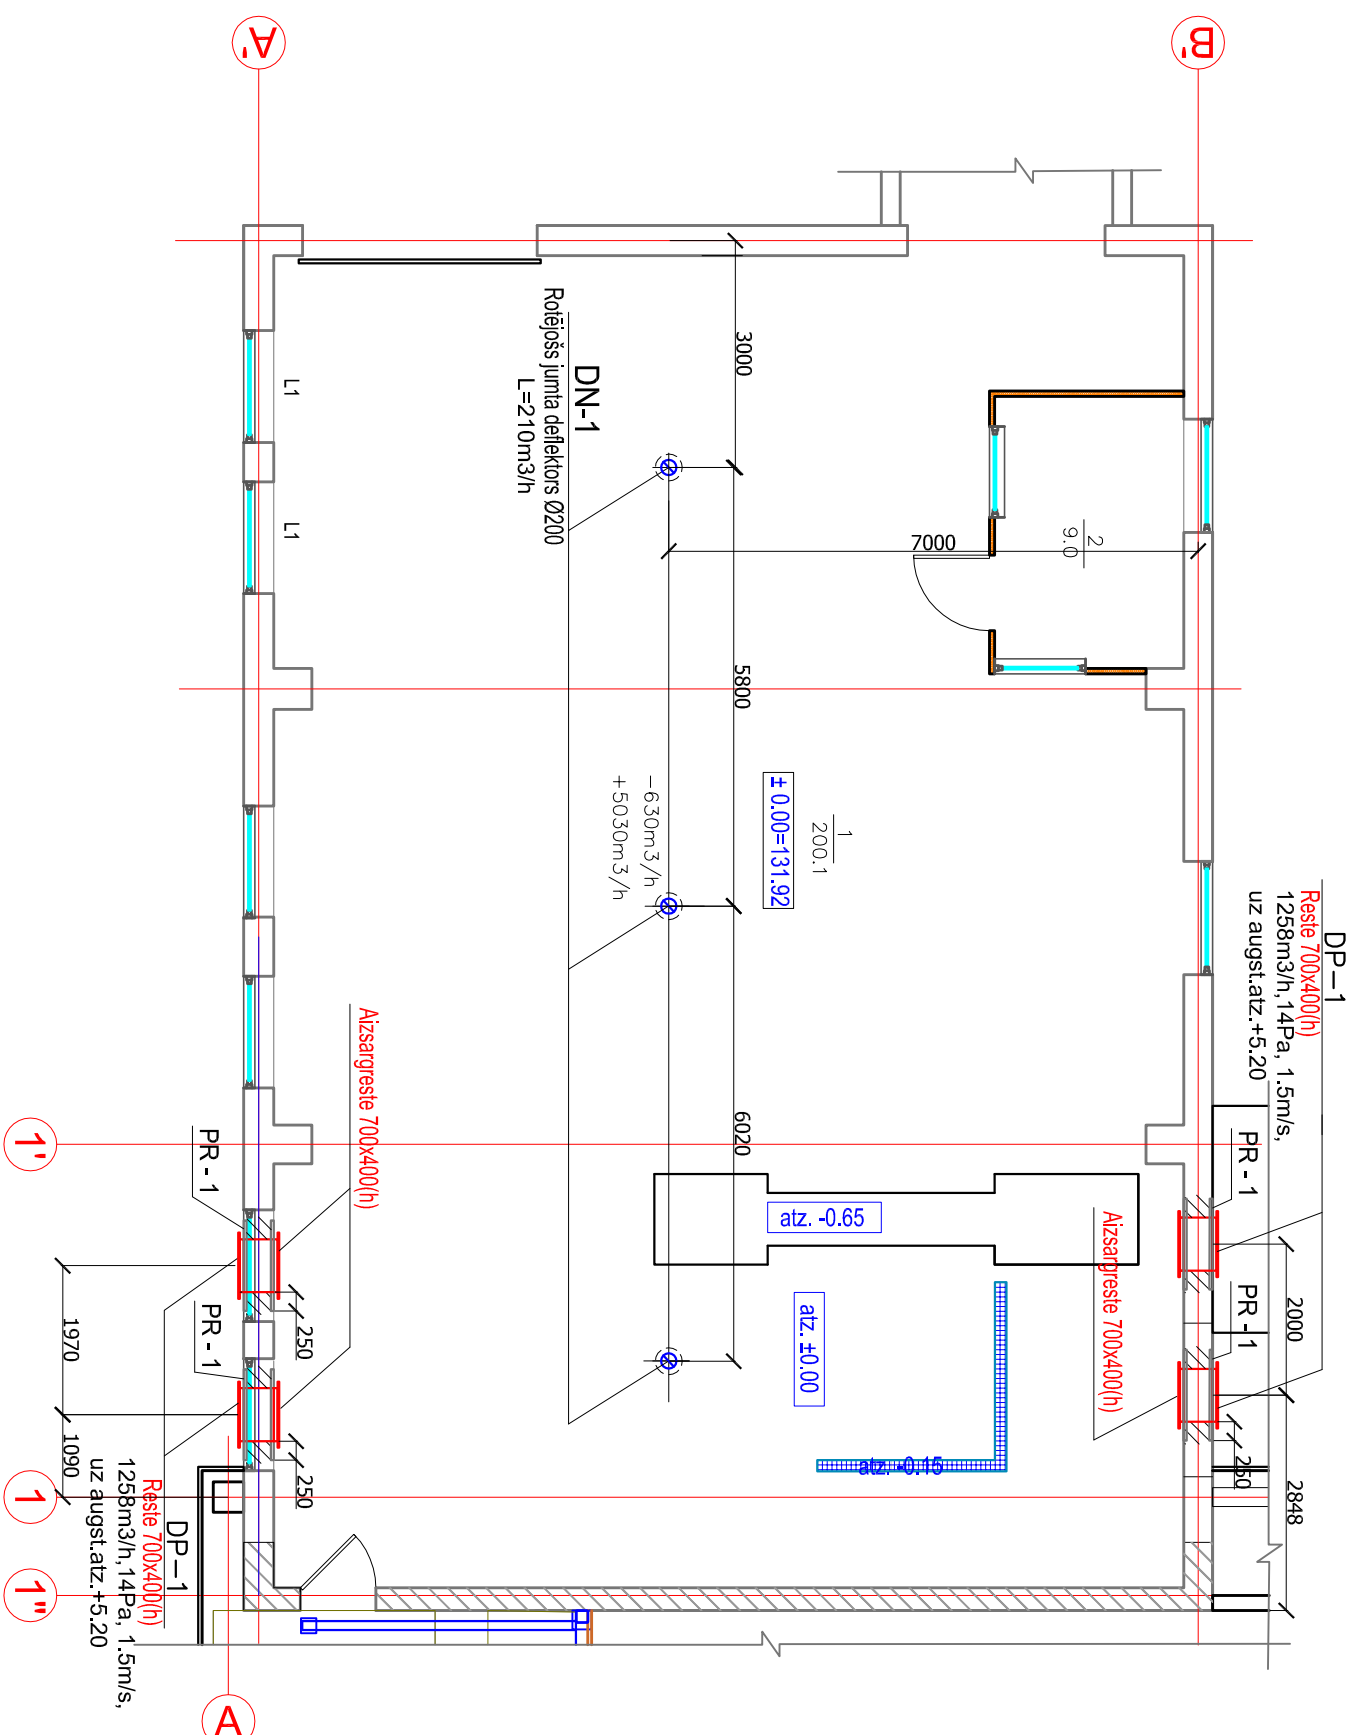 A'
B'
DP-1
Reste 700x400(h)
1258m3/h,14Pa, 1.5m/s,
uz augst.atz.+5.20
PR - 1
PR - 1
2000
2848
250
Aizsargreste 700x400(h)
2
9.0
7000
1
200.1
± 0.00=131.92
-630m3/h
+5030m3/h
3000
5800
6020
atz. -0.65
atz. ±0.00
atz. -0.15
DN-1
Rotējošs jumta deflektors Ø200
L=210m3/h
L1
L1
Aizsargreste 700x400(h)
PR - 1
PR - 1
250
250
1970
1090
DP-1
Reste 700x400(h)
1258m3/h,14Pa, 1.5m/s,
uz augst.atz.+5.20
1'
1
1"
A